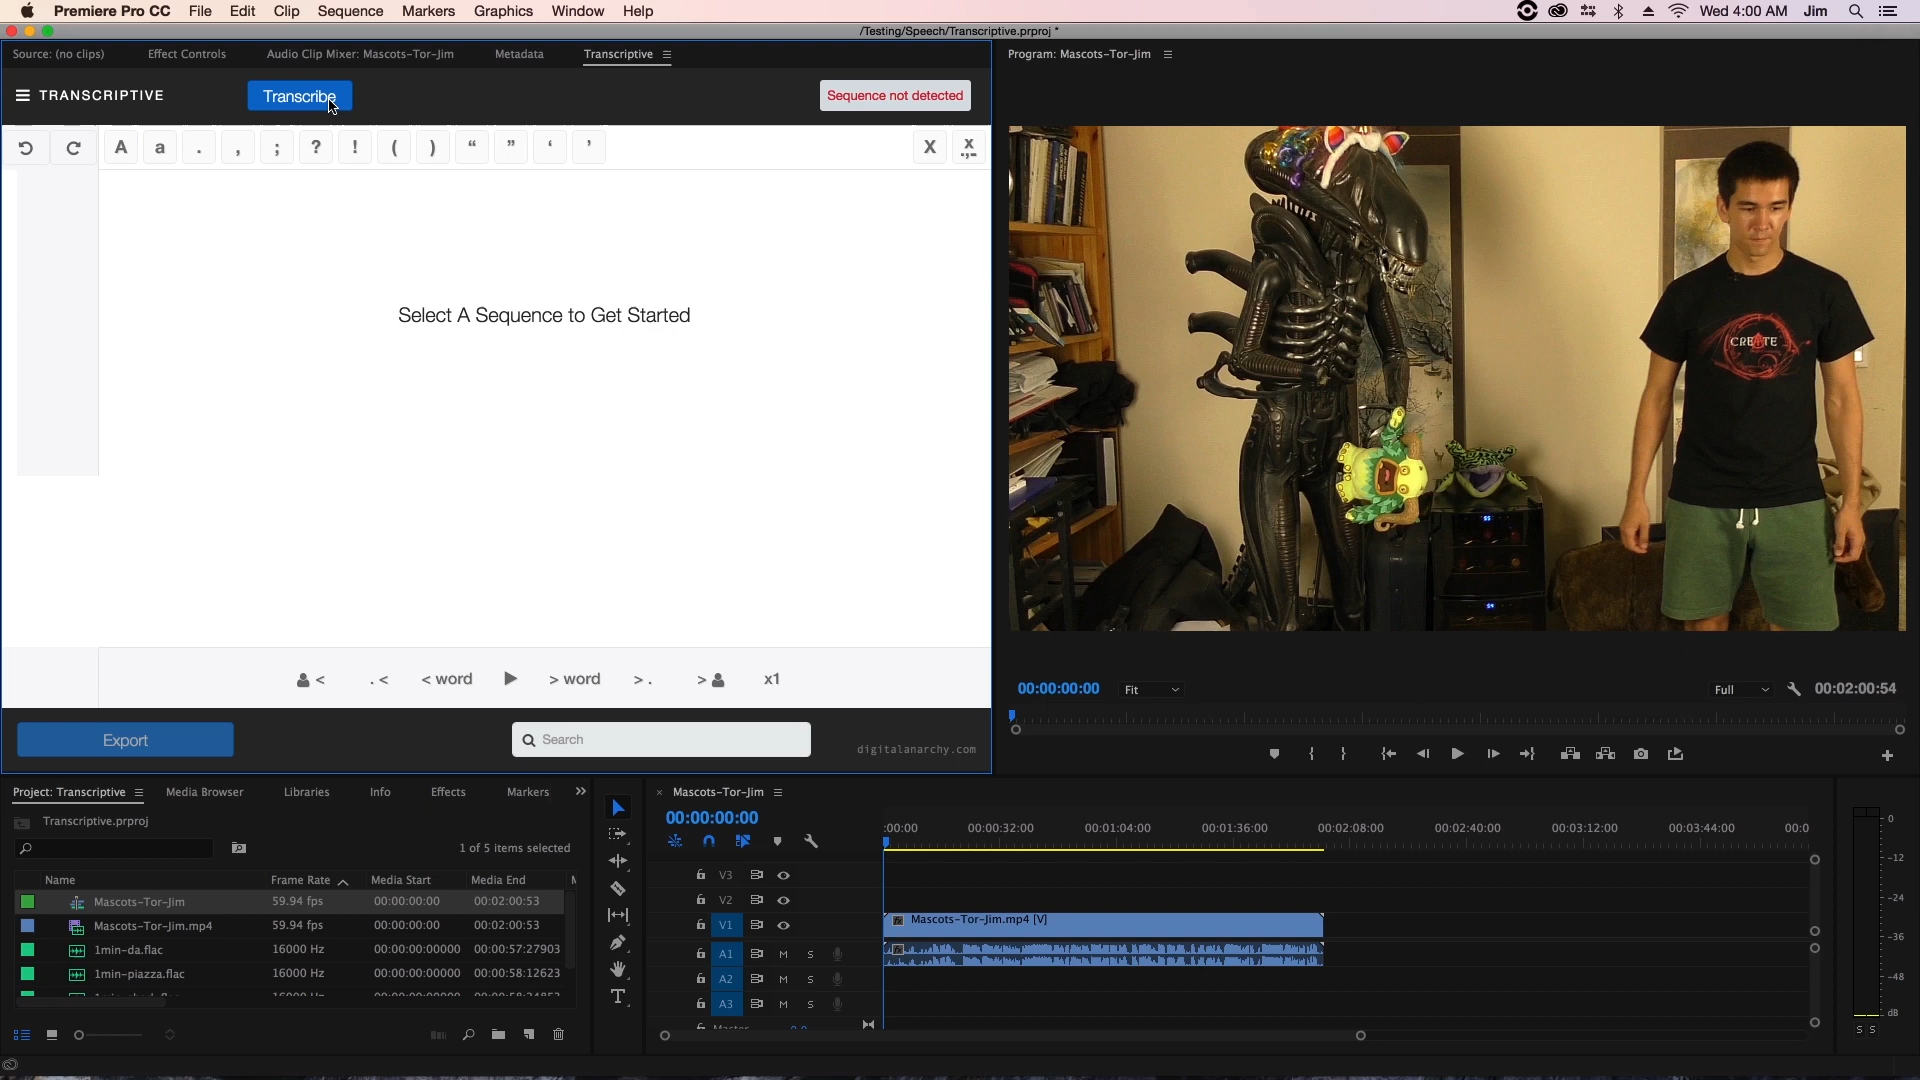 Premiere Pro CC File Edit Clip Sequence Markers Graphics Window Help Wed 4:00 AM Jim
/Testing/Speech/Transcriptive.prproj *
Source: (no clips) Effect Controls Audio Clip Mixer: Mascots-Tor-Jim Metadata Transcriptive
Program: Mascots-Tor-Jim
TRANSCRIPTIVE Transcribe Sequence not detected
A a . , ; ? ! ( ) “ ” ‘ ’ X X
Select A Sequence to Get Started
CREATE
< . < < word > word > . > x1
Export Search digitalanarchy.com
00:00:00:00 Fit Full 00:02:00:54
Project: Transcriptive Media Browser Libraries Info Effects Markers
Transcriptive.prproj
1 of 5 items selected
Name Frame Rate Media Start Media End
Mascots-Tor-Jim 59.94 fps 00:00:00:00 00:02:00:53
Mascots-Tor-Jim.mp4 59.94 fps 00:00:00:00 00:02:00:53
1min-da.flac 16000 Hz 00:00:00:00000 00:00:57:27903
1min-piazza.flac 16000 Hz 00:00:00:00000 00:00:58:12623
Mascots-Tor-Jim
00:00:00:00
:00:00 00:00:32:00 00:01:04:00 00:01:36:00 00:02:08:00 00:02:40:00 00:03:12:00 00:03:44:00 00:0
V3
V2
V1 Mascots-Tor-Jim.mp4 [V]
A1 M S
A2 M S
A3 M S
0
-12
-24
-36
-48
dB
S S